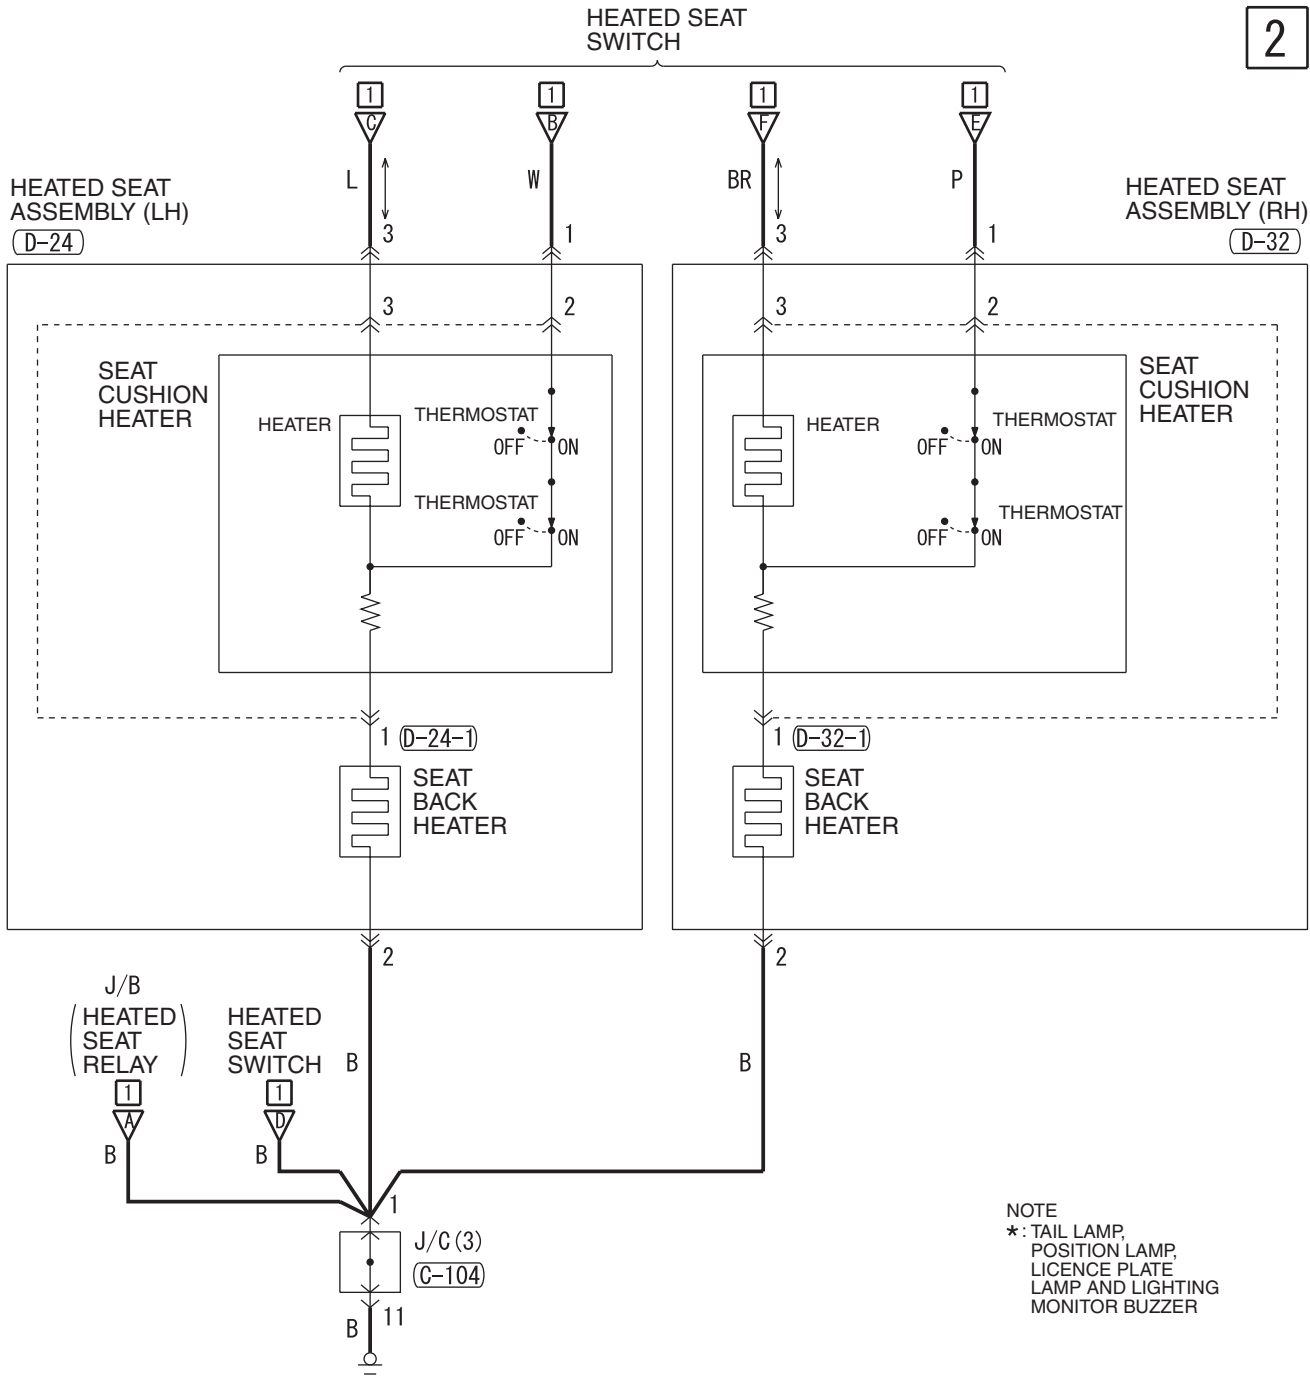 HEATED SEAT
SWITCH
2
1
1
1
1
C
B
F
E
L
W
BR
P
HEATED SEAT
ASSEMBLY (LH)
D-24
HEATED SEAT
ASSEMBLY (RH)
D-32
3
1
3
1
3
2
3
2
SEAT
CUSHION
HEATER
HEATER
THERMOSTAT
OFF
ON
THERMOSTAT
OFF
ON
HEATER
THERMOSTAT
OFF
ON
THERMOSTAT
OFF
ON
SEAT
CUSHION
HEATER
1
D-24-1
1
D-32-1
SEAT
BACK
HEATER
SEAT
BACK
HEATER
2
2
J/B
(HEATED
SEAT
RELAY)
HEATED
SEAT
SWITCH
B
B
1
1
A
D
B
B
1
J/C(3)
C-104
11
B
NOTE
*: TAIL LAMP,
POSITION LAMP,
LICENCE PLATE
LAMP AND LIGHTING
MONITOR BUZZER